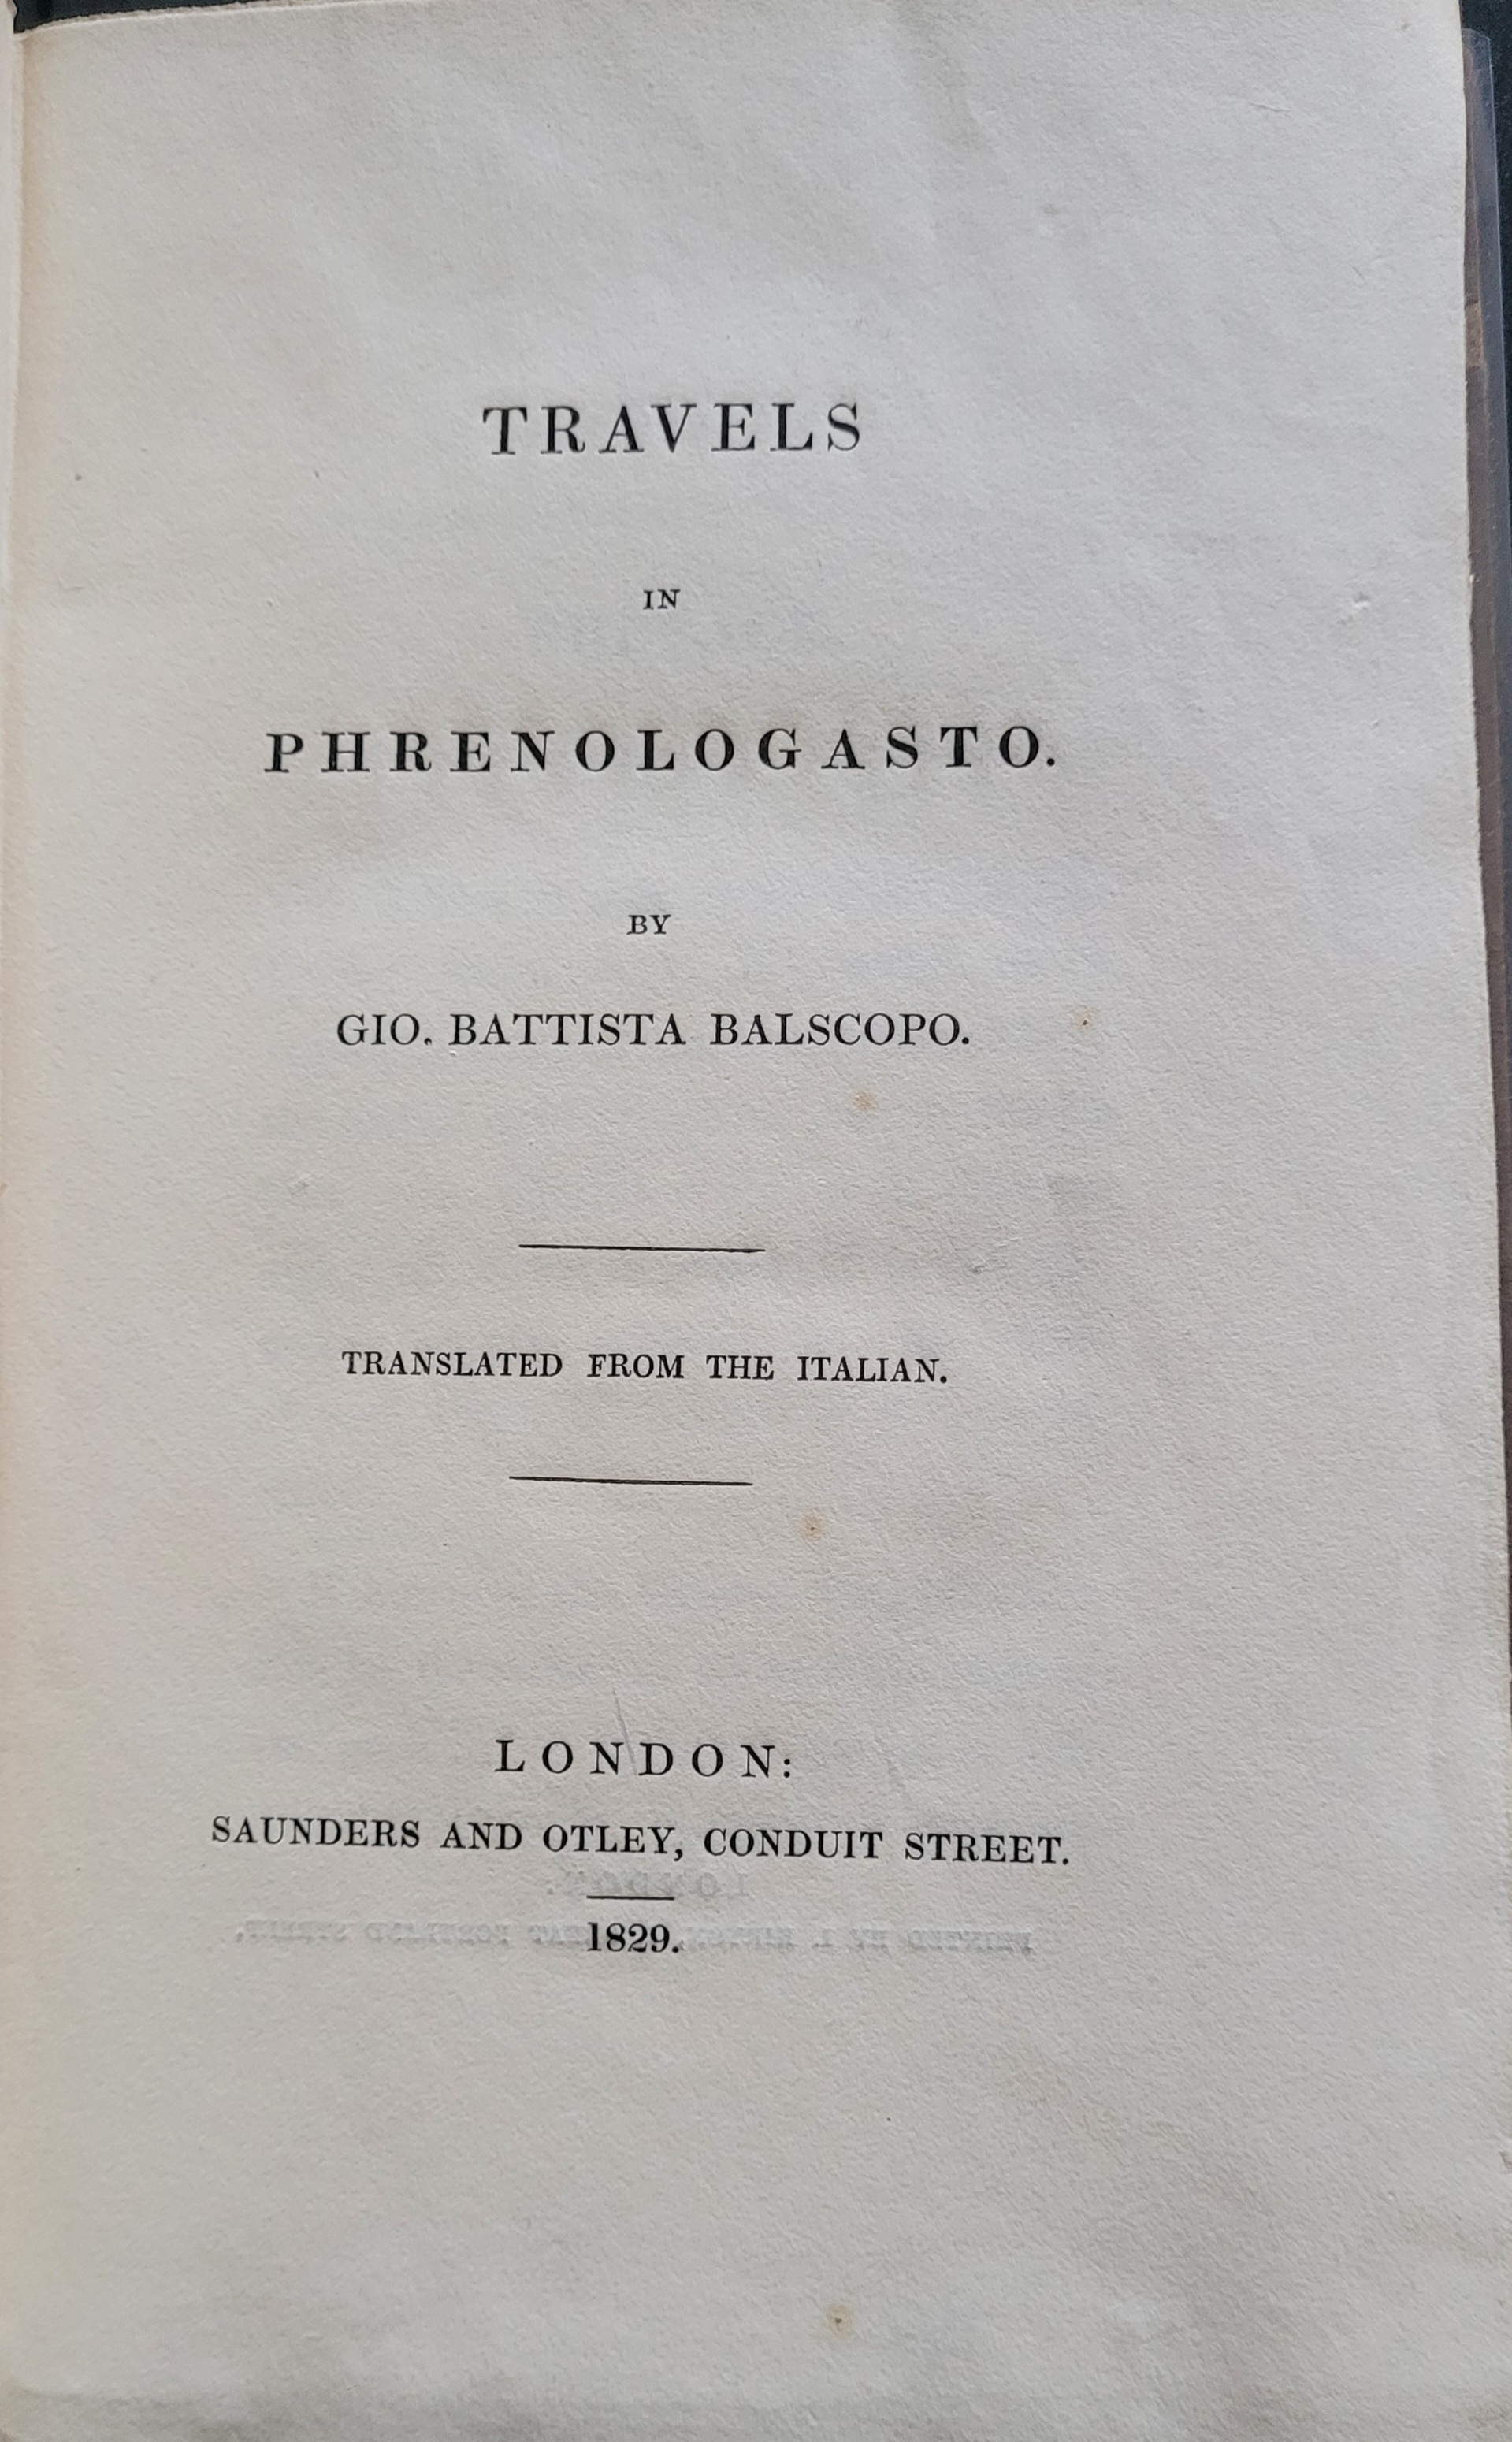 TRAVELS
IN
PHRENOLOGASTO.
BY
GIO. BATTISTA BALSCOPO.
TRANSLATED FROM THE ITALIAN.
LONDON:
SAUNDERS AND OTLEY, CONDUIT STREET.
1829.